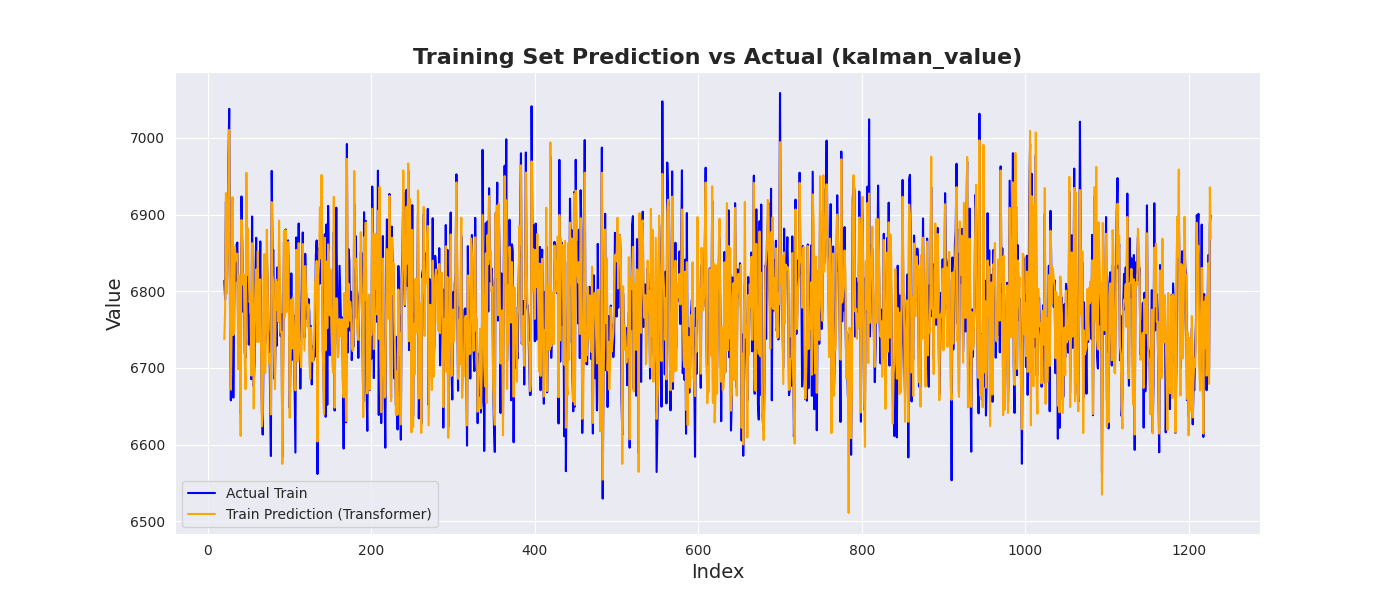 Training Set Prediction vs Actual (kalman_value)
Value
7000
6900
6800
6700
6600
6500
Actual Train
Train Prediction (Transformer)
0
200
400
600
800
1000
1200
Index